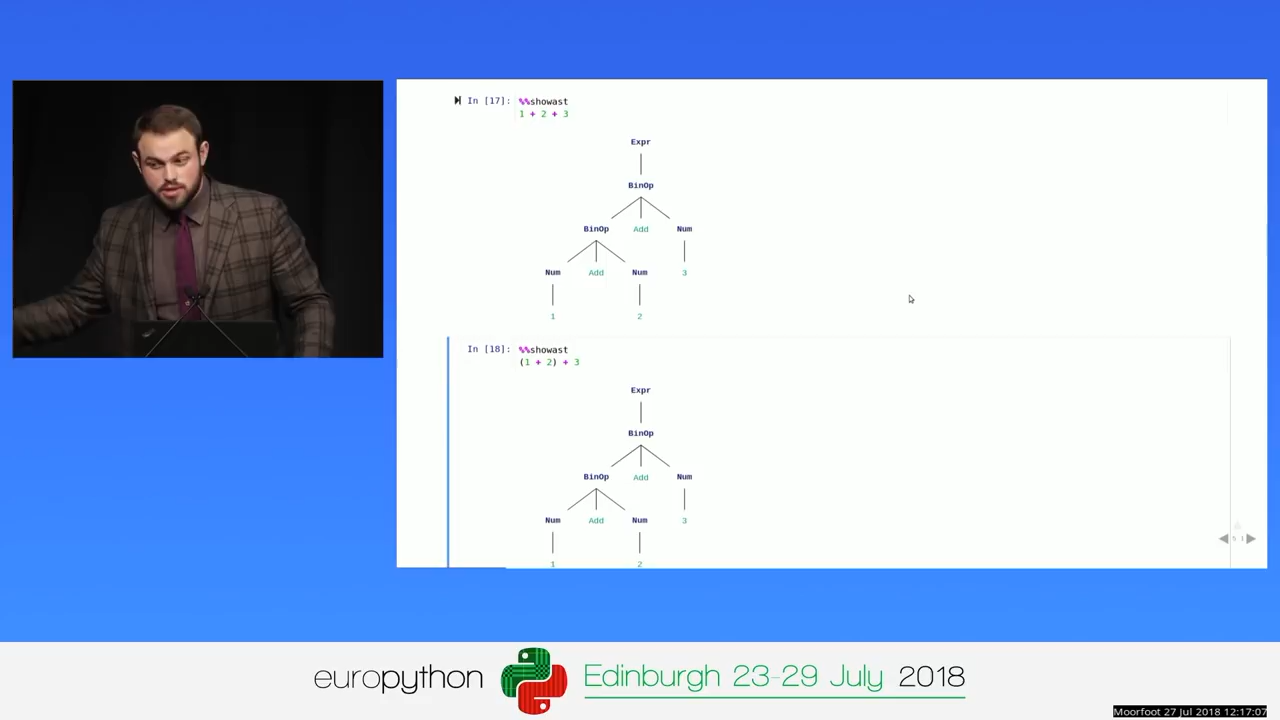 In [17]: %%showast
1 + 2 + 3
Expr
BinOp
BinOp Add Num
Num Add Num 3
1 2
In [18]: %%showast
(1 + 2) + 3
Expr
BinOp
BinOp Add Num
Num Add Num 3
1 2
europython Edinburgh 23-29 July 2018
Moorfoot 27 Jul 2018 12:17:07